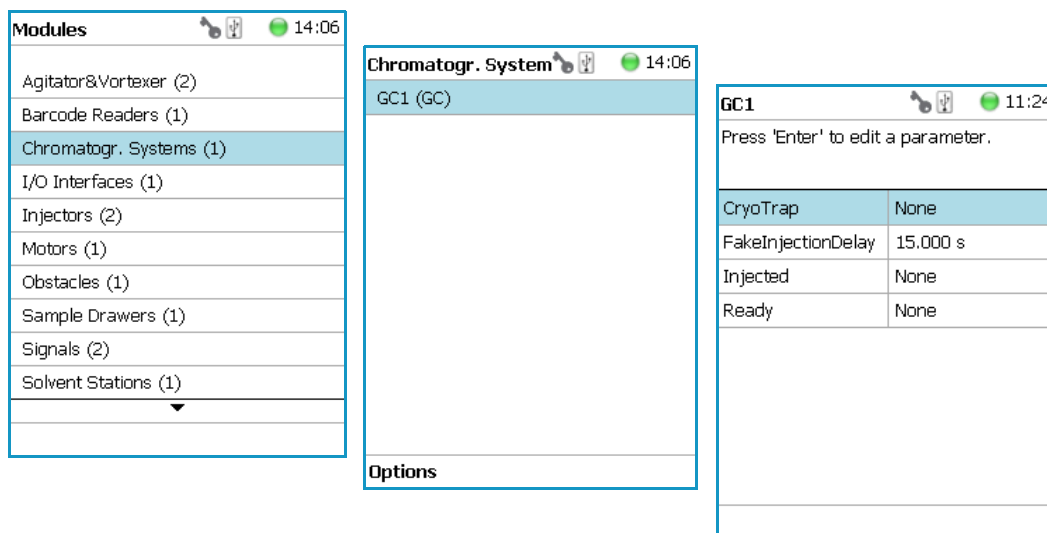 Modules 14:06
Agitator&Vortexer (2)
Barcode Readers (1)
Chromatogr. Systems (1)
I/O Interfaces (1)
Injectors (2)
Motors (1)
Obstacles (1)
Sample Drawers (1)
Signals (2)
Solvent Stations (1)
Chromatogr. System 14:06
GC1 (GC)
Options
GC1 11:24
Press 'Enter' to edit a parameter.
CryoTrap None
FakeInjectionDelay 15.000 s
Injected None
Ready None